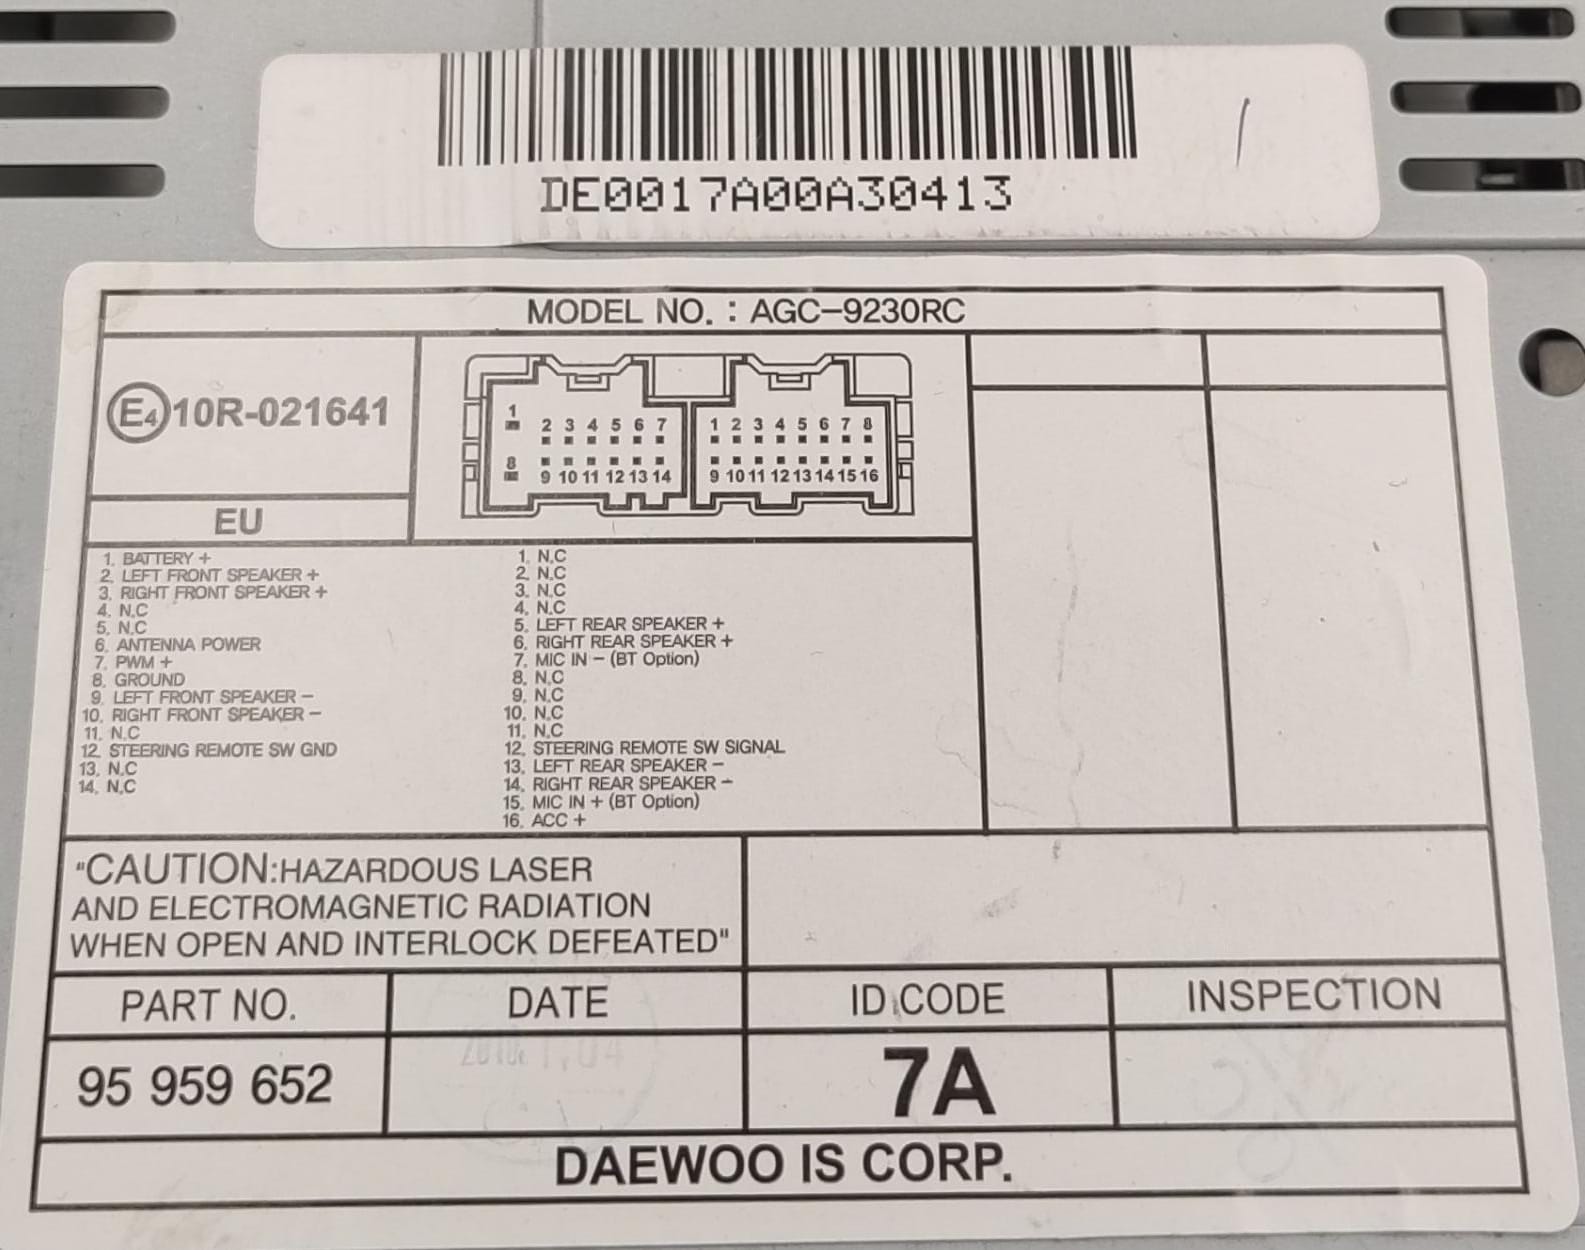 DE0017A00A30413
MODEL NO. : AGC-9230RC
E4 10R-021641
1 2 3 4 5 6 7
8 9 10 11 12 13 14
1 2 3 4 5 6 7 8
9 10 11 12 13 14 15 16
EU
1. BATTERY +
2. LEFT FRONT SPEAKER +
3. RIGHT FRONT SPEAKER +
4. N.C
5. N.C
6. ANTENNA POWER
7. PWM +
8. GROUND
9. LEFT FRONT SPEAKER -
10. RIGHT FRONT SPEAKER -
11. N.C
12. STEERING REMOTE SW GND
13. N.C
14. N.C
1. N.C
2. N.C
3. N.C
4. N.C
5. LEFT REAR SPEAKER +
6. RIGHT REAR SPEAKER +
7. MIC IN - (BT Option)
8. N.C
9. N.C
10. N.C
11. N.C
12. STEERING REMOTE SW SIGNAL
13. LEFT REAR SPEAKER -
14. RIGHT REAR SPEAKER -
15. MIC IN + (BT Option)
16. ACC +
"CAUTION:HAZARDOUS LASER
AND ELECTROMAGNETIC RADIATION
WHEN OPEN AND INTERLOCK DEFEATED"
PART NO. DATE ID CODE INSPECTION
95 959 652 7A
DAEWOO IS CORP.